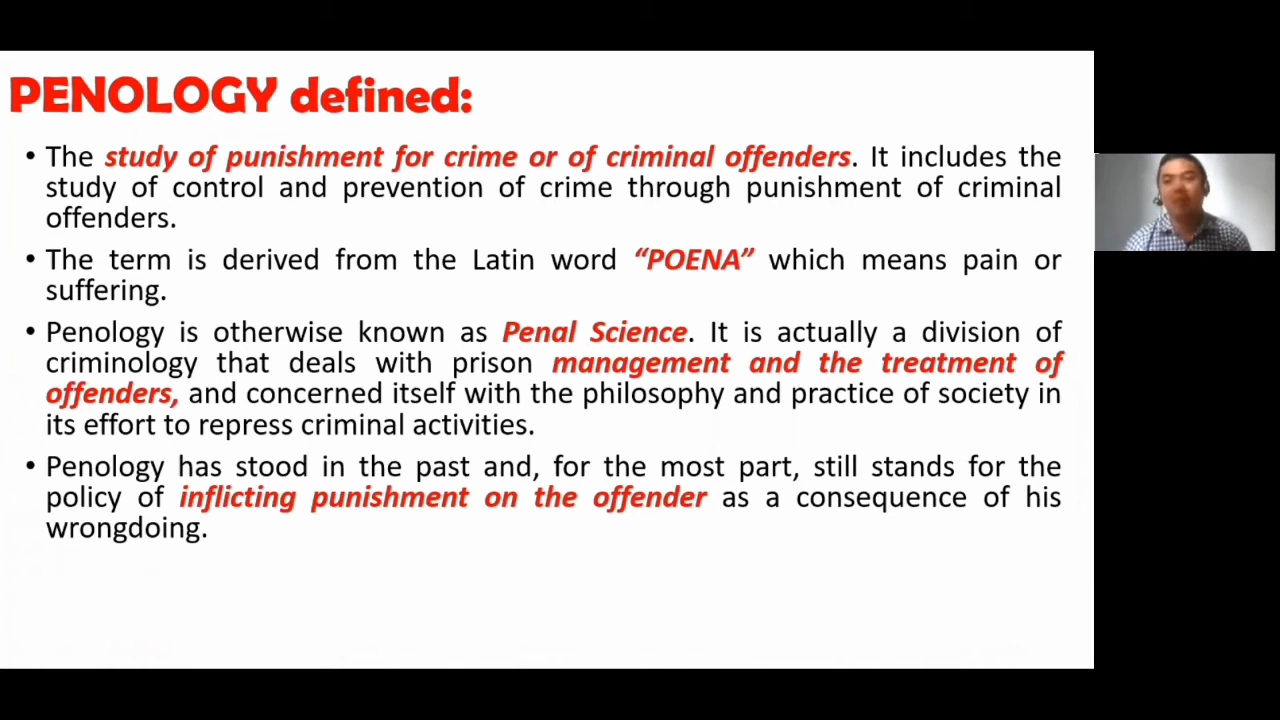 PENOLOGY defined:
• The study of punishment for crime or of criminal offenders. It includes the
study of control and prevention of crime through punishment of criminal
offenders.
• The term is derived from the Latin word “POENA” which means pain or
suffering.
• Penology is otherwise known as Penal Science. It is actually a division of
criminology that deals with prison management and the treatment of
offenders, and concerned itself with the philosophy and practice of society in
its effort to repress criminal activities.
• Penology has stood in the past and, for the most part, still stands for the
policy of inflicting punishment on the offender as a consequence of his
wrongdoing.